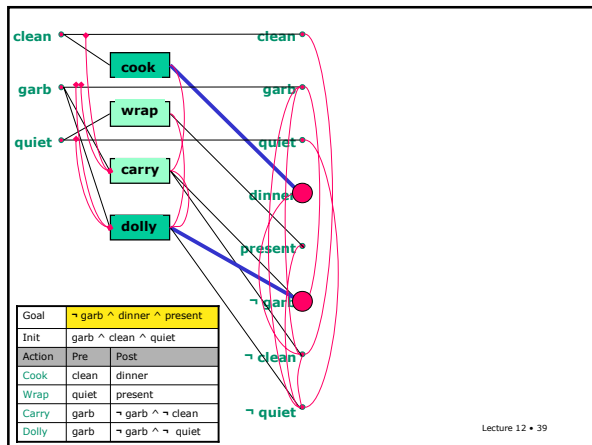 clean clean
cook
garb garb
wrap
quiet quiet
carry
dinner
dolly
present
¬ garb
¬ clean
¬ quiet
Goal ¬ garb ^ dinner ^ present
Init garb ^ clean ^ quiet
Action Pre Post
Cook clean dinner
Wrap quiet present
Carry garb ¬ garb ^ ¬ clean
Dolly garb ¬ garb ^ ¬ quiet
Lecture 12 • 39